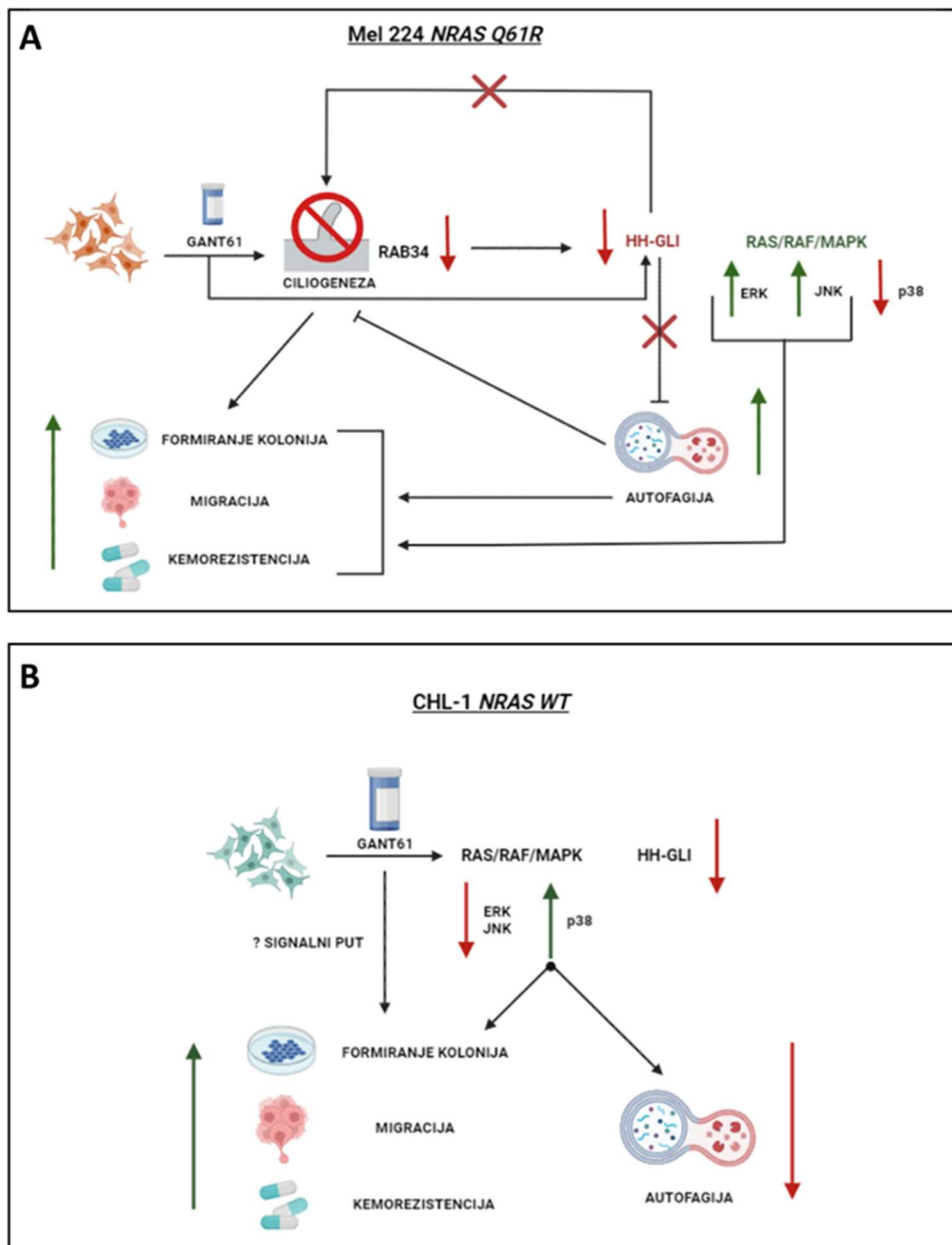 A
Mel 224 NRAS Q61R
GANT61
CILIOGENEZA
RAB34
HH-GLI
RAS/RAF/MAPK
ERK
JNK
p38
FORMIRANJE KOLONIJA
MIGRACIJA
KEMOREZISTENCIJA
AUTOFAGIJA
B
CHL-1 NRAS WT
GANT61
RAS/RAF/MAPK
HH-GLI
ERK
JNK
p38
? SIGNALNI PUT
FORMIRANJE KOLONIJA
MIGRACIJA
KEMOREZISTENCIJA
AUTOFAGIJA